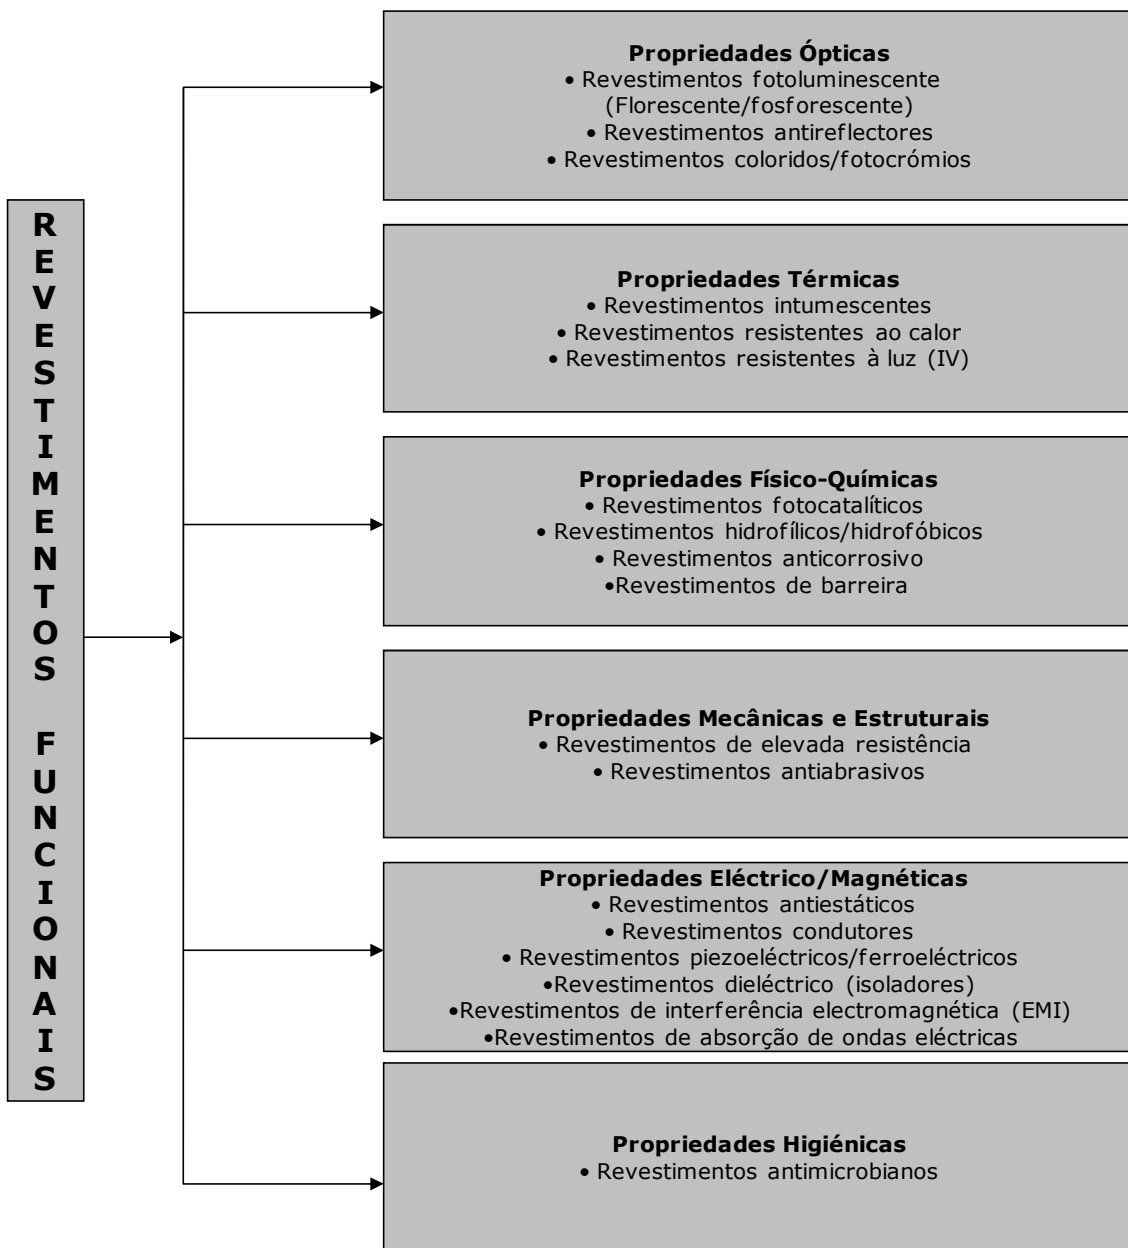 REVESTIMENTOS FUNCIONAIS
Propriedades Ópticas
• Revestimentos fotoluminescente
(Florescente/fosforescente)
• Revestimentos antireflectores
• Revestimentos coloridos/fotocrómios
Propriedades Térmicas
• Revestimentos intumescentes
• Revestimentos resistentes ao calor
• Revestimentos resistentes à luz (IV)
Propriedades Físico-Químicas
• Revestimentos fotocatalíticos
• Revestimentos hidrofílicos/hidrofóbicos
• Revestimentos anticorrosivo
•Revestimentos de barreira
Propriedades Mecânicas e Estruturais
• Revestimentos de elevada resistência
• Revestimentos antiabrasivos
Propriedades Eléctrico/Magnéticas
• Revestimentos antiestáticos
• Revestimentos condutores
• Revestimentos piezoeléctricos/ferroeléctricos
•Revestimentos dieléctrico (isoladores)
•Revestimentos de interferência electromagnética (EMI)
•Revestimentos de absorção de ondas eléctricas
Propriedades Higiénicas
• Revestimentos antimicrobianos